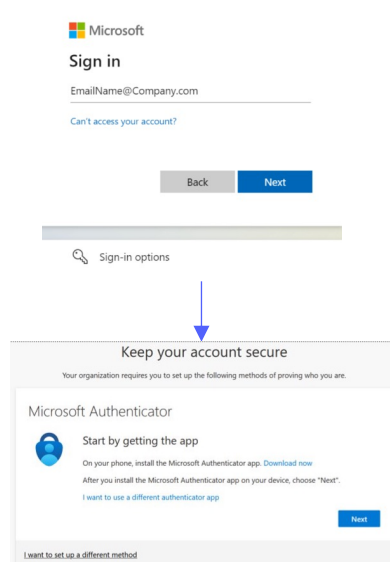 Microsoft
Sign in
EmailName@Company.com
Can't access your account?
Back Next
Sign-in options
Keep your account secure
Your organization requires you to set up the following methods of proving who you are.
Microsoft Authenticator
Start by getting the app
On your phone, install the Microsoft Authenticator app. Download now
After you install the Microsoft Authenticator app on your device, choose "Next".
I want to use a different authenticator app
Next
I want to set up a different method